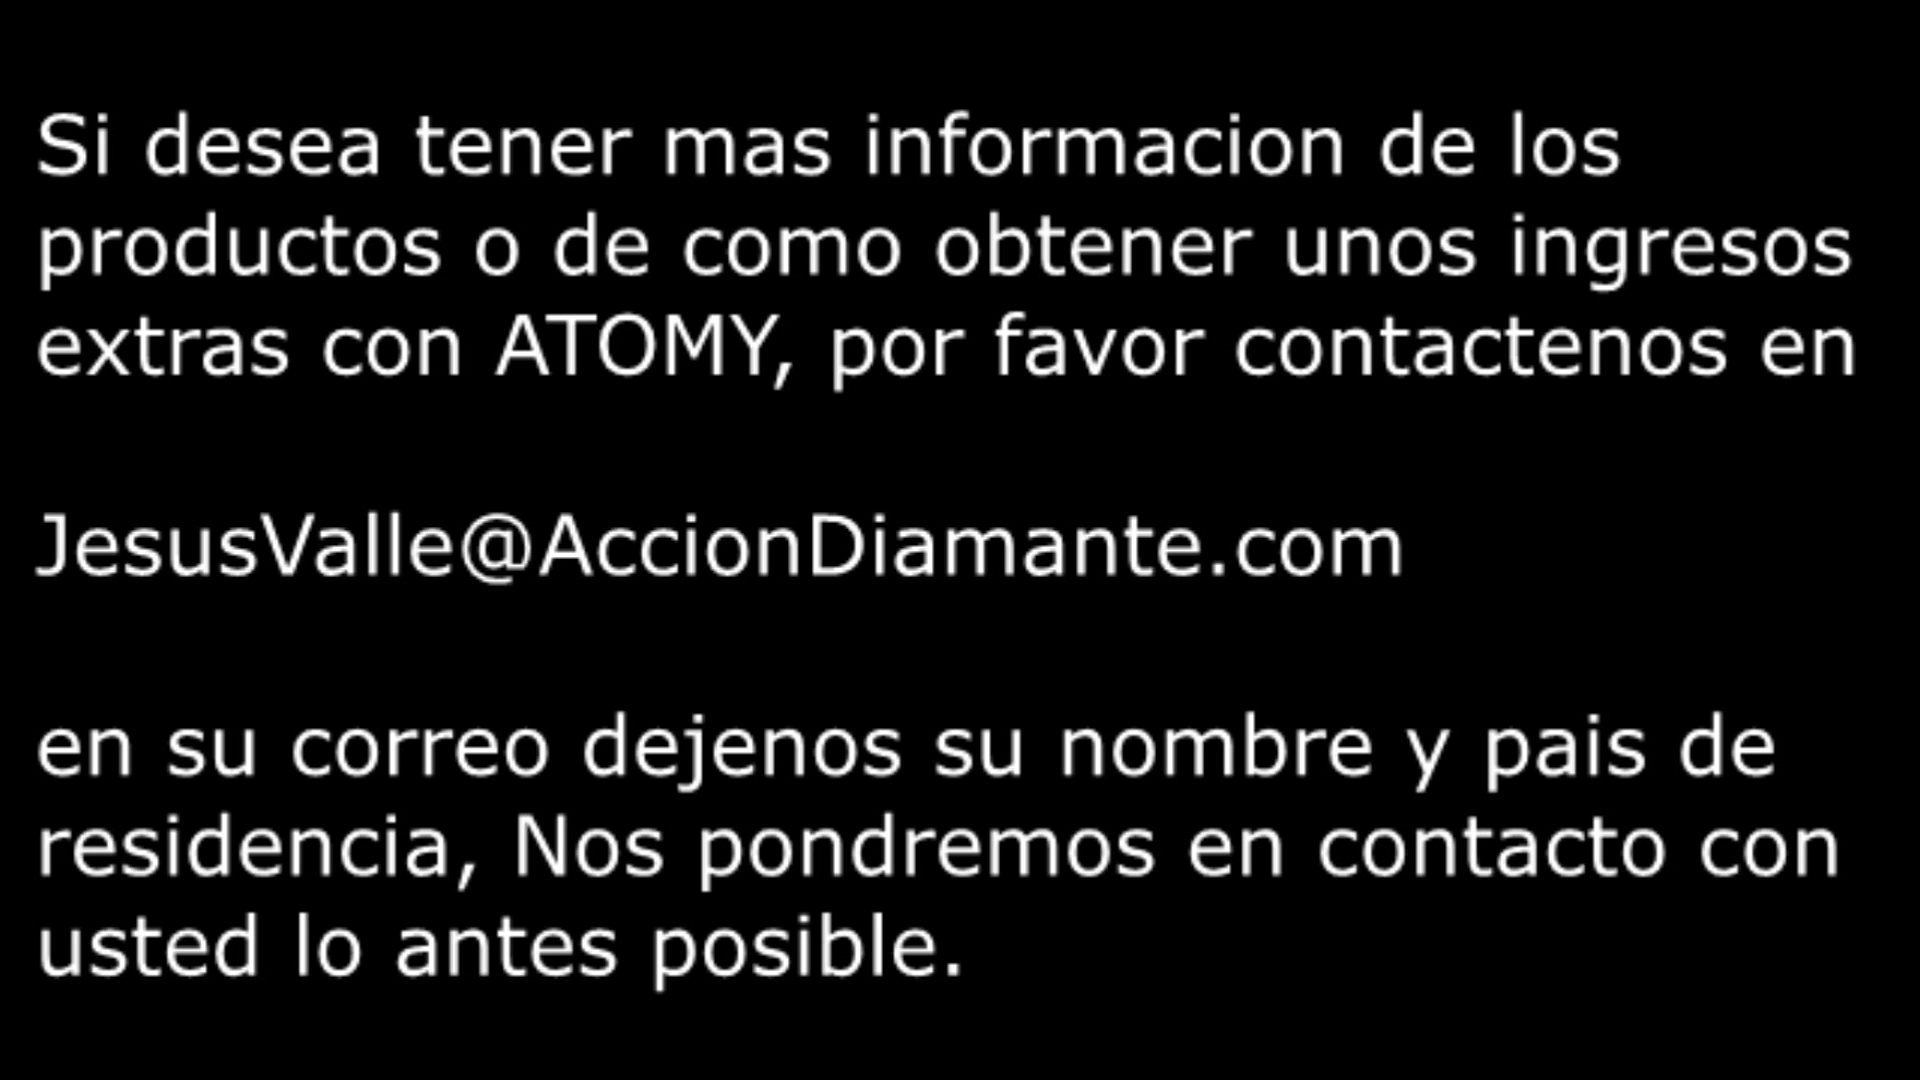 Si desea tener mas informacion de los
productos o de como obtener unos ingresos
extras con ATOMY, por favor contactenos en
JesusValle@AccionDiamante.com
en su correo dejenos su nombre y pais de
residencia, Nos pondremos en contacto con
usted lo antes posible.